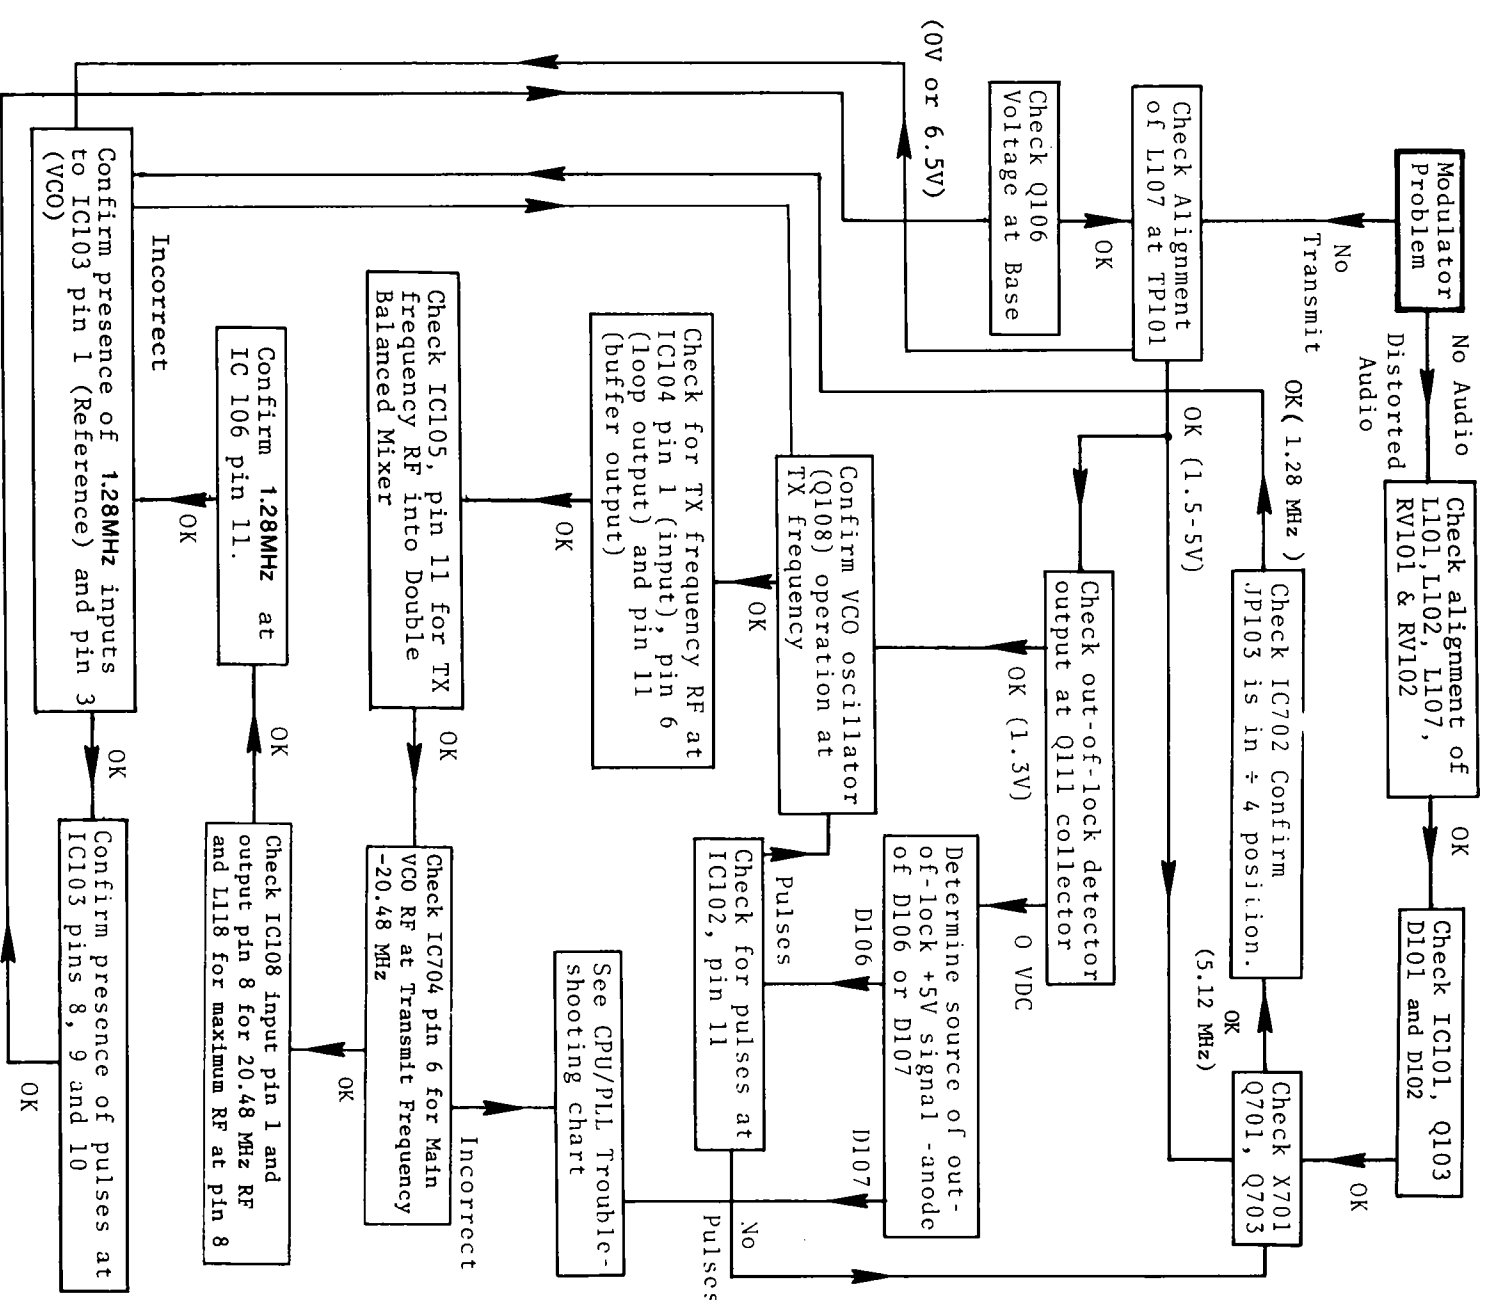 Modulator
Problem
No Audio
Distorted
Audio
Check alignment of
L101,L102, L107,
RV101 & RV102
OK
Check IC101, Q103
D101 and D102
OK
No
Transmit
Check Alignment
of L107 at TP101
OK
Check Q106
Voltage at Base
(0V or 6.5V)
OK (1.5-5V)
OK( 1.28 MHz )
Check IC702 Confirm
JP103 is in ÷ 4 position.
OK
(5.12 MHz)
Check X701
Q701, Q703
Check out-of-lock detector
output at Q111 collector
OK (1.3V)
0 VDC
Determine source of out-
of-lock +5V signal -anode
of D106 or D107
D106
D107
Confirm VCO oscillator
(Q108) operation at
TX frequency
Pulses
Check for pulses at
IC102, pin 11
No
Pulses
OK
Check for TX frequency RF at
IC104 pin 1 (input), pin 6
(loop output) and pin 11
(buffer output)
See CPU/PLL Trouble-
shooting chart
OK
Check IC105, pin 11 for TX
frequency RF into Double
Balanced Mixer
OK
Check IC704 pin 6 for Main
VCO RF at Transmit Frequency
-20.48 MHz
Incorrect
OK
Check IC108 input pin 1 and
output pin 8 for 20.48 MHz RF
and L118 for maximum RF at pin 8
OK
Confirm 1.28MHz at
IC 106 pin 11.
OK
Incorrect
Confirm presence of 1.28MHz inputs
to IC103 pin 1 (Reference) and pin 3
(VCO)
OK
Confirm presence of pulses at
IC103 pins 8, 9 and 10
OK